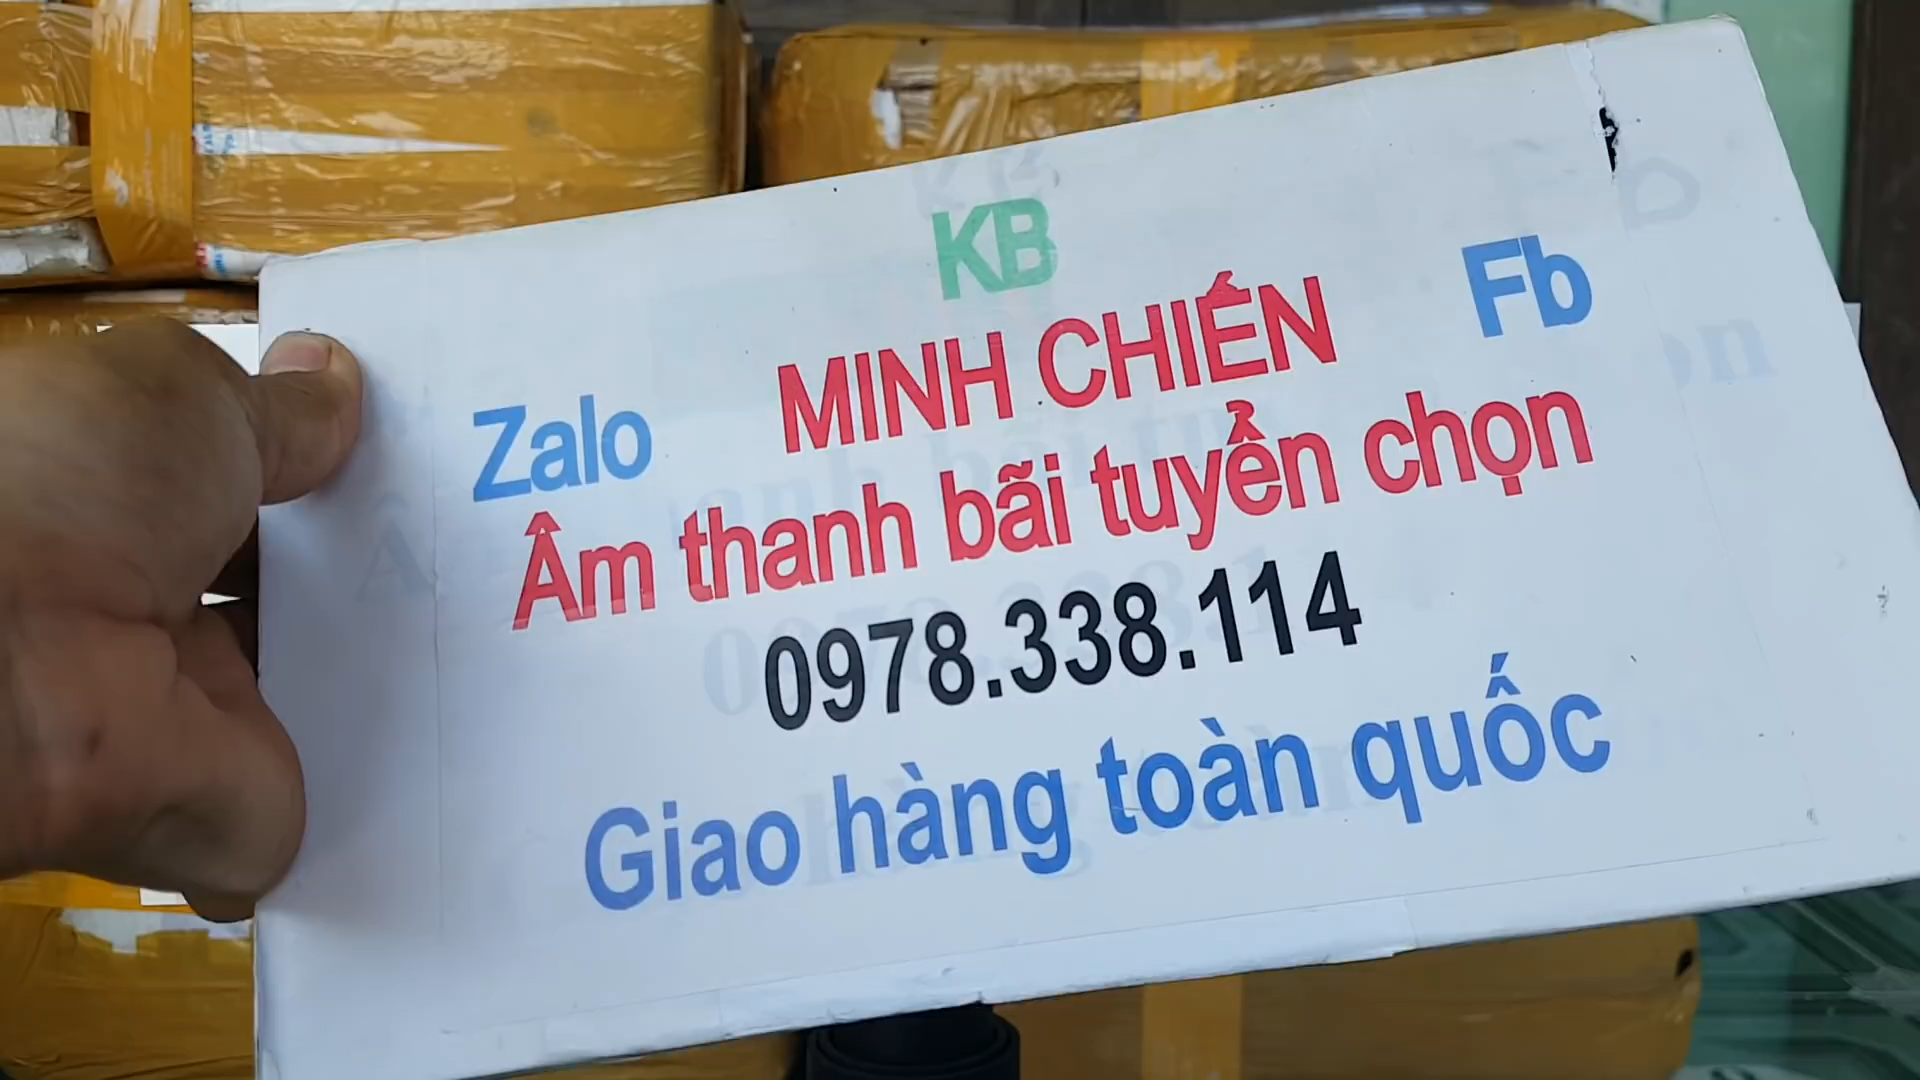 KB
Zalo MINH CHIẾN Fb
Âm thanh bãi tuyển chọn
0978.338.114
Giao hàng toàn quốc